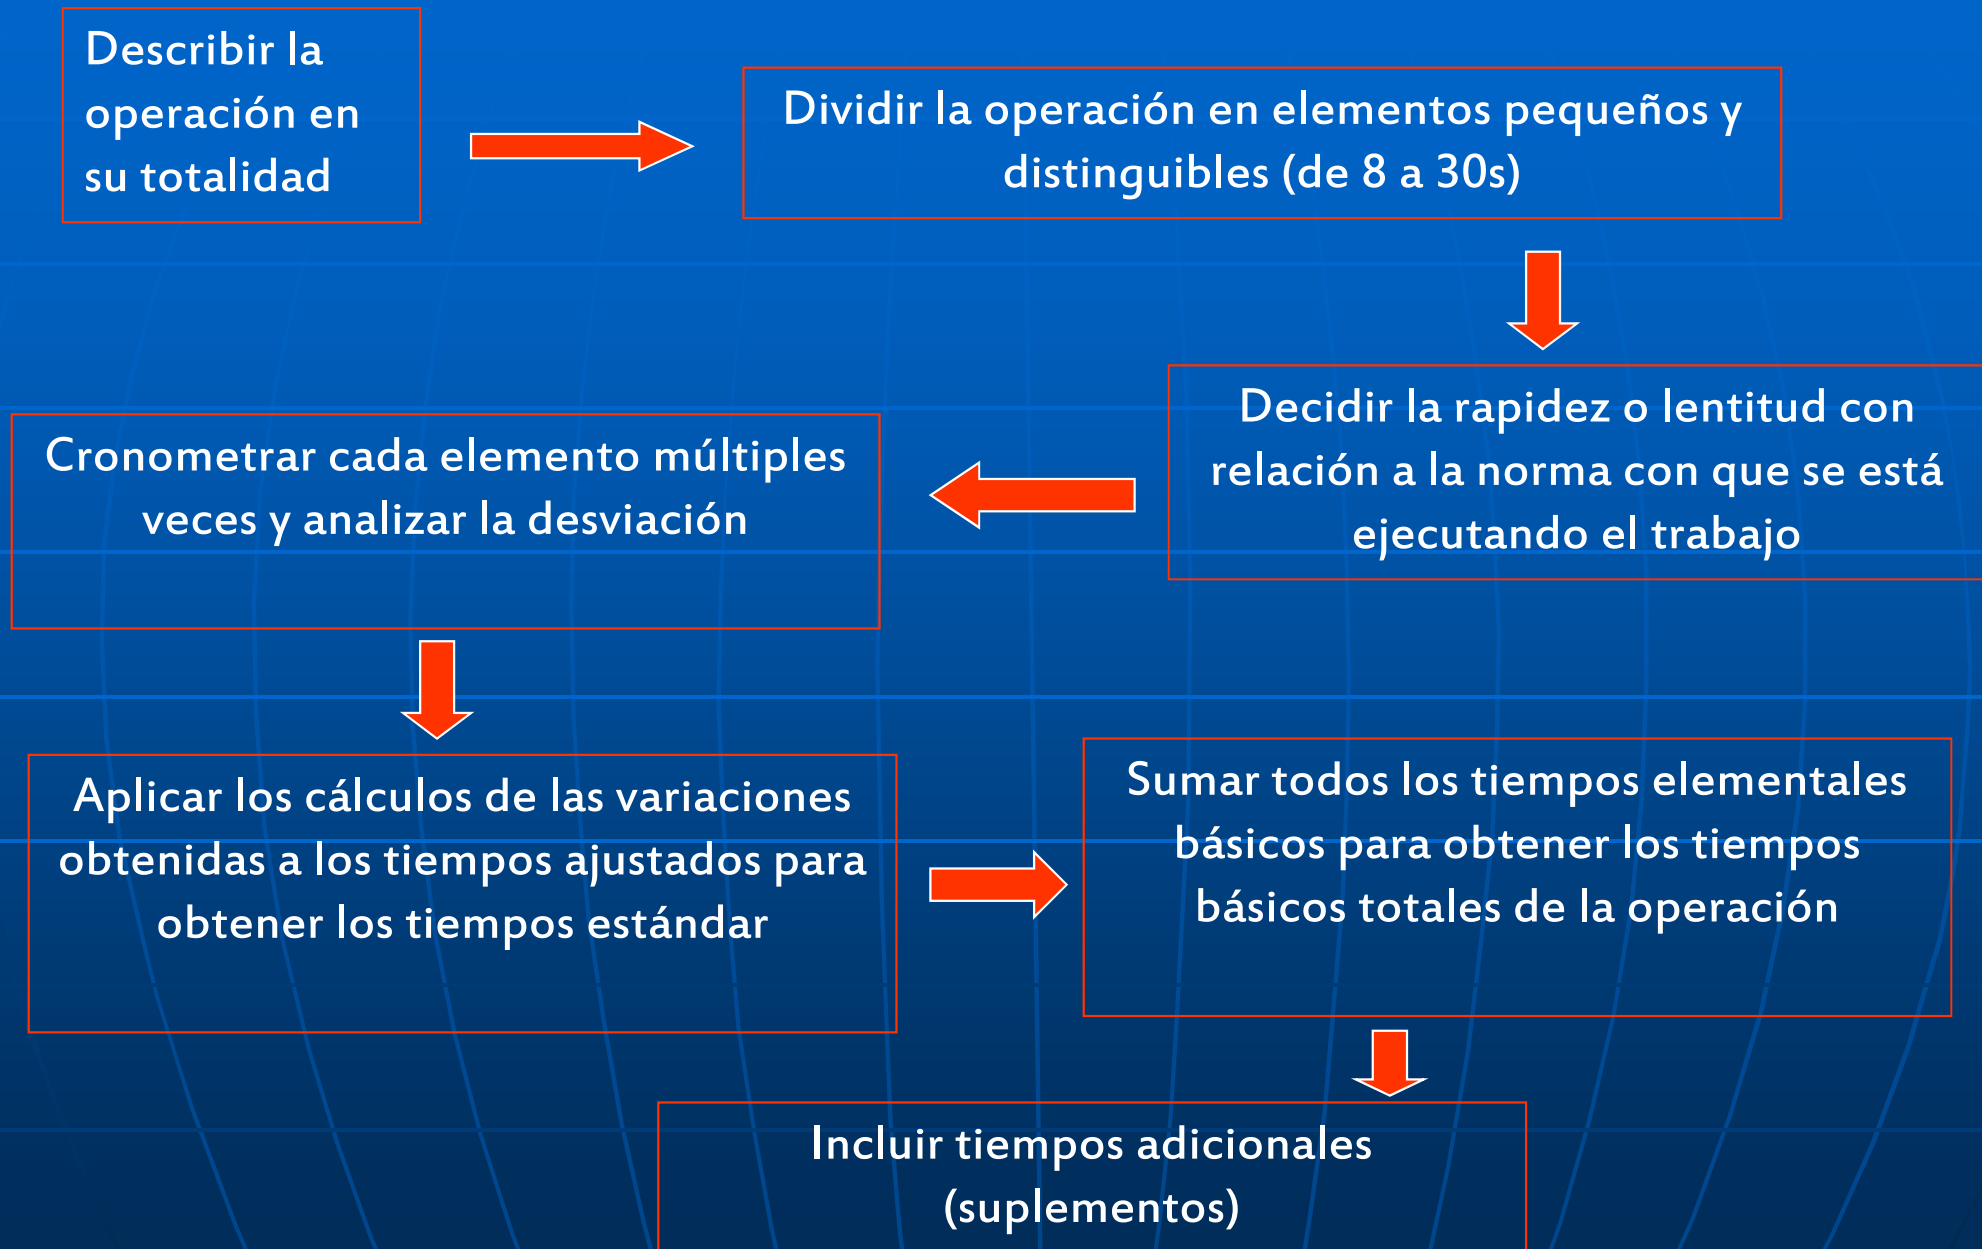 Describir la
operación en
su totalidad
Dividir la operación en elementos pequeños y
distinguibles (de 8 a 30s)
Decidir la rapidez o lentitud con
relación a la norma con que se está
ejecutando el trabajo
Cronometrar cada elemento múltiples
veces y analizar la desviación
Aplicar los cálculos de las variaciones
obtenidas a los tiempos ajustados para
obtener los tiempos estándar
Sumar todos los tiempos elementales
básicos para obtener los tiempos
básicos totales de la operación
Incluir tiempos adicionales
(suplementos)